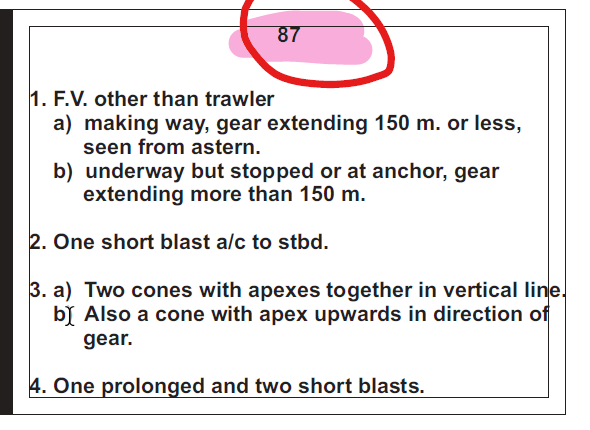 87
1. F.V. other than trawler
a) making way, gear extending 150 m. or less,
seen from astern.
b) underway but stopped or at anchor, gear
extending more than 150 m.
2. One short blast a/c to stbd.
3. a) Two cones with apexes together in vertical line.
b) Also a cone with apex upwards in direction of
gear.
4. One prolonged and two short blasts.